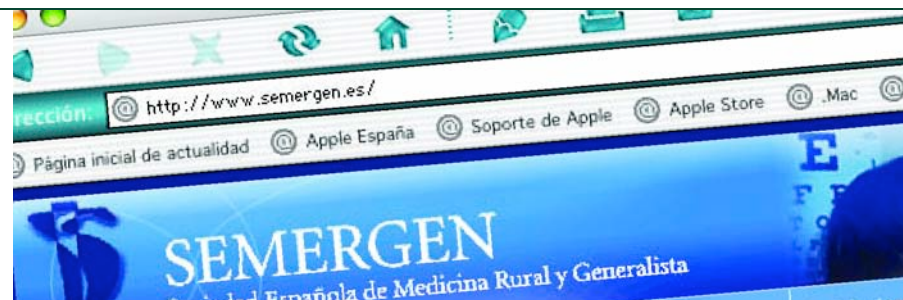 http://www.semergen.es/
Página inicial de actualidad Apple España Soporte de Apple Apple Store .Mac
E
F P
SEMERGEN
Española de Medicina Rural y Generalista